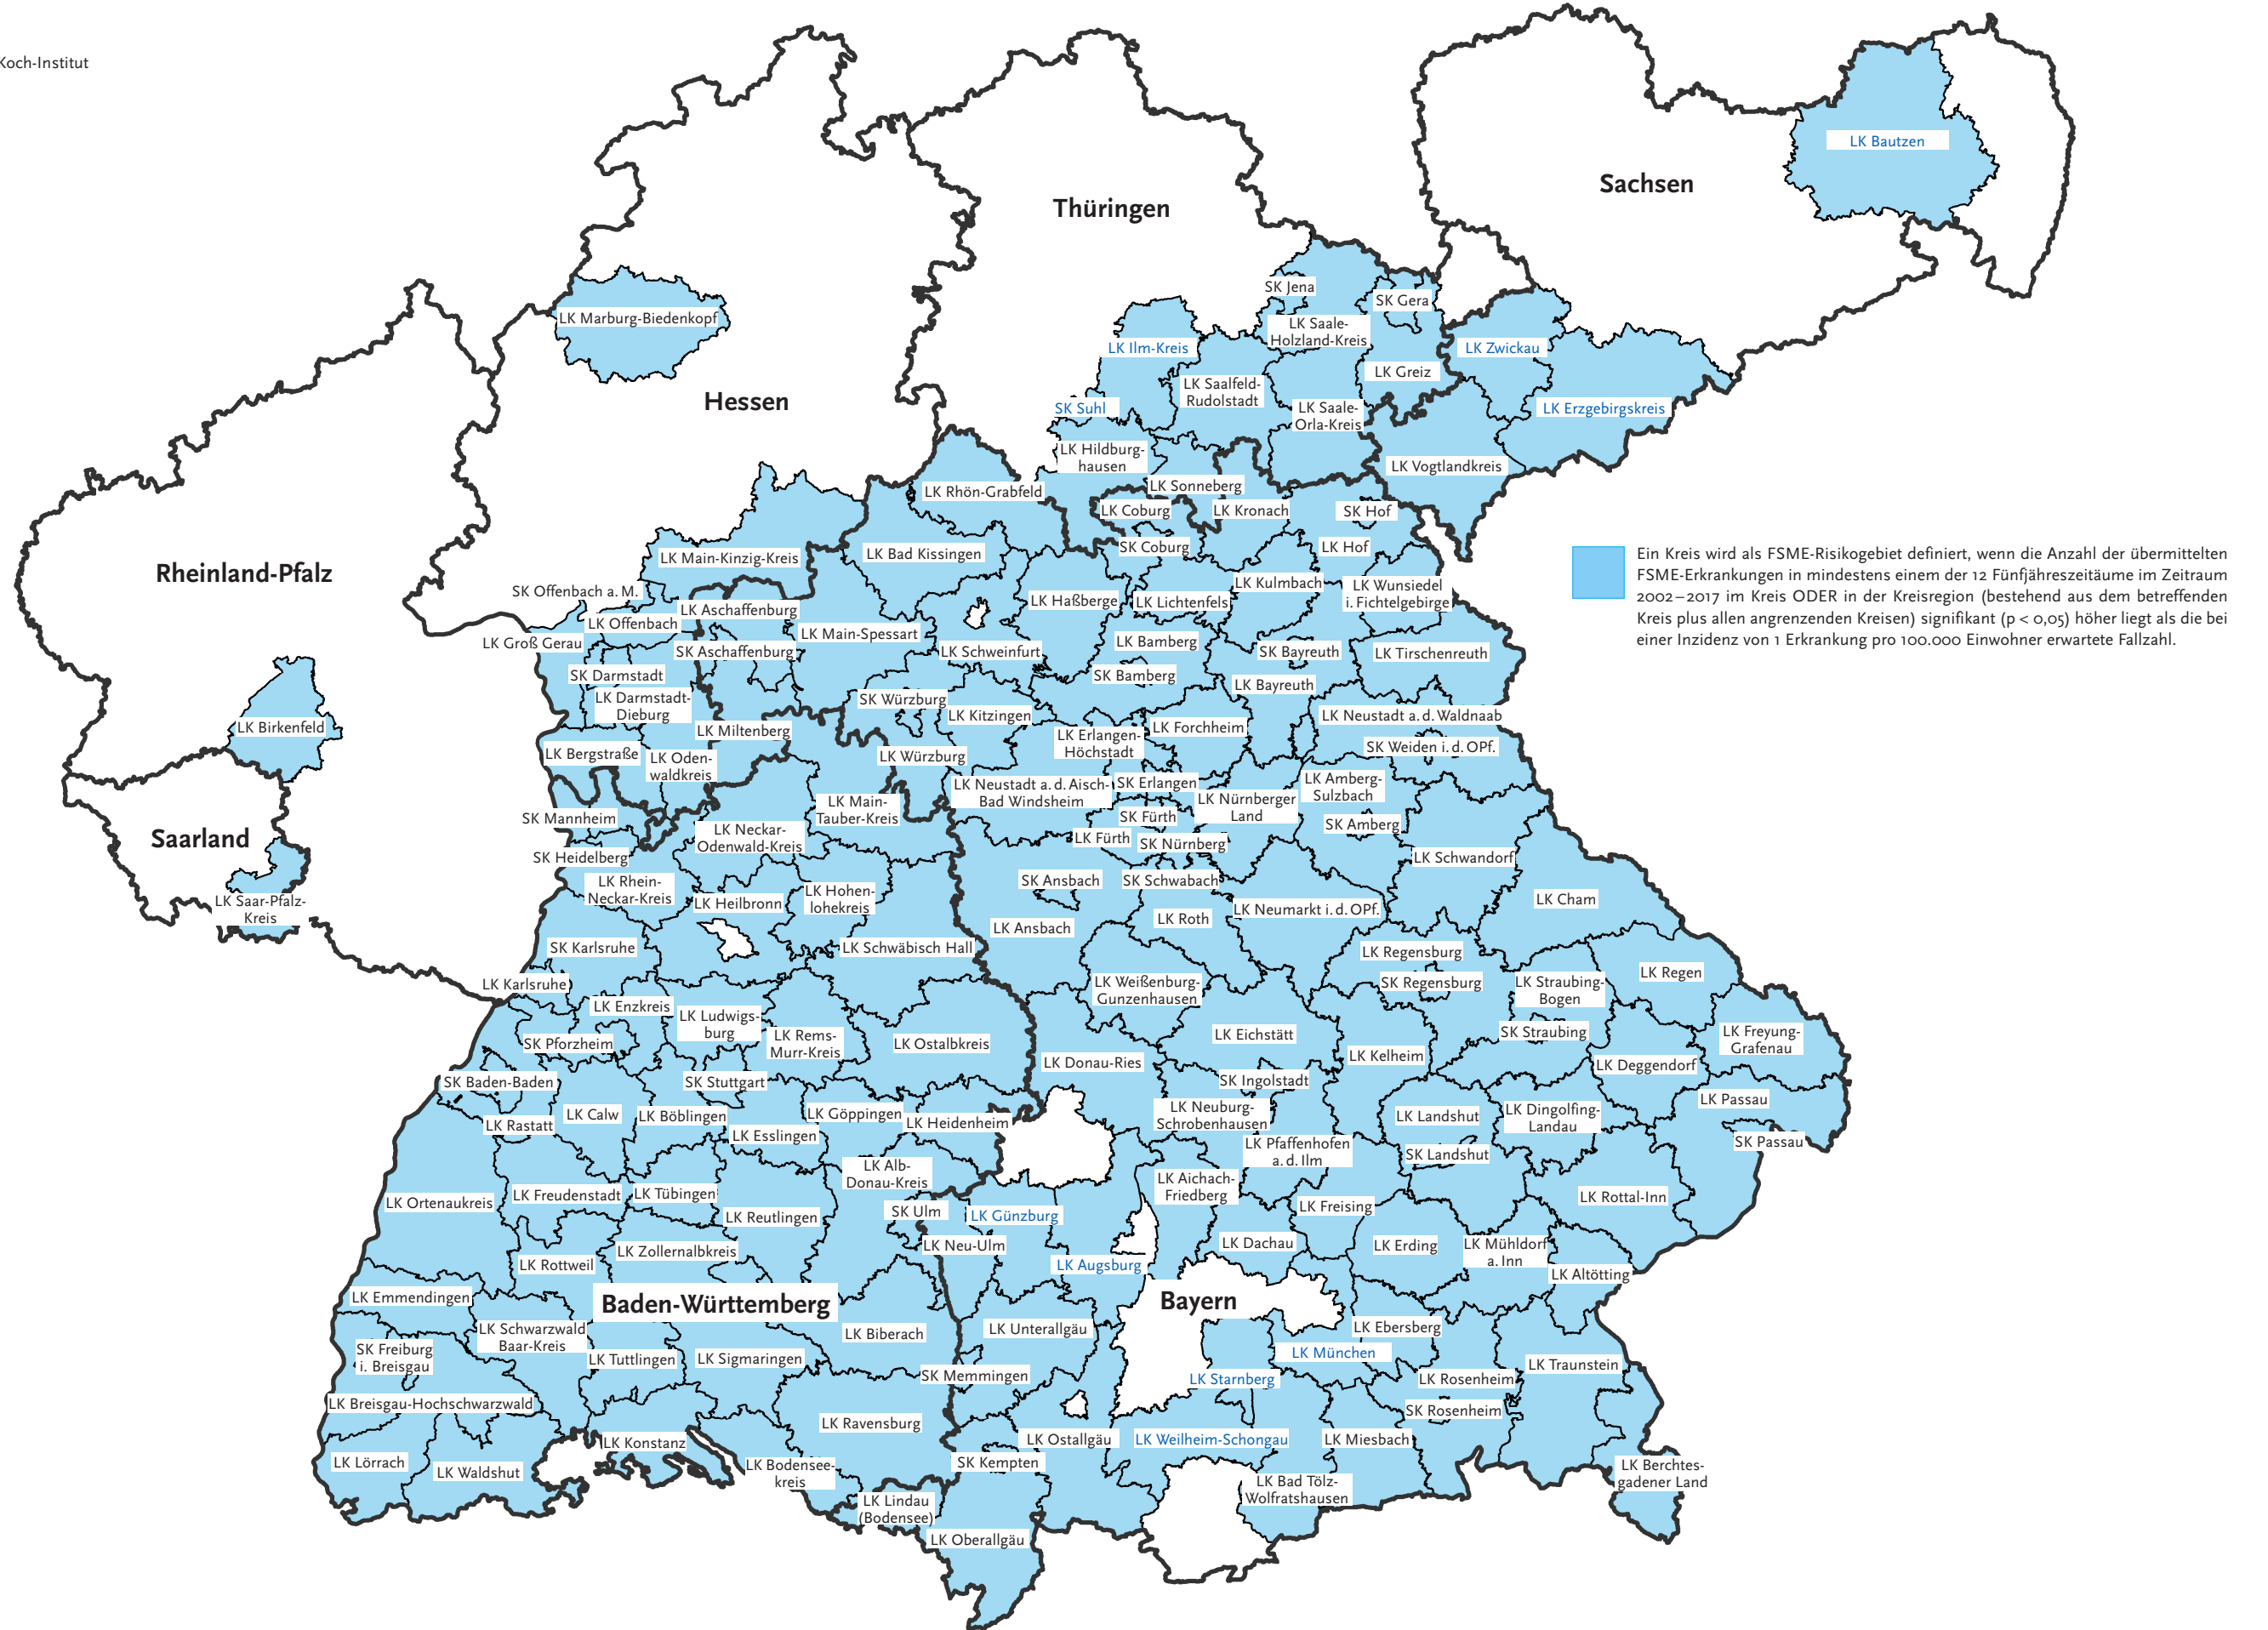 Koch-Institut
LK Bautzen
Sachsen
Thüringen
SK Jena
SK Gera
LK Marburg-Biedenkopf
LK Saale-
Holzland-Kreis
LK Ilm-Kreis
LK Zwickau
LK Greiz
LK Saalfeld-
Rudolstadt
Hessen
SK Suhl
LK Saale-
Orla-Kreis
LK Erzgebirgskreis
LK Hildburg-
hausen
LK Vogtlandkreis
LK Rhön-Grabfeld
LK Sonneberg
LK Coburg
LK Kronach
SK Hof
SK Coburg
LK Hof
LK Bad Kissingen
LK Main-Kinzig-Kreis
Rheinland-Pfalz
Ein Kreis wird als FSME-Risikogebiet definiert, wenn die Anzahl der übermittelten
FSME-Erkrankungen in mindestens einem der 12 Fünfjahreszeitäume im Zeitraum
2002–2017 im Kreis ODER in der Kreisregion (bestehend aus dem betreffenden
Kreis plus allen angrenzenden Kreisen) signifikant (p < 0,05) höher liegt als die bei
einer Inzidenz von 1 Erkrankung pro 100.000 Einwohner erwartete Fallzahl.
SK Offenbach a. M.
LK Kulmbach
LK Wunsiedel
i. Fichtelgebirge
LK Haßberge
LK Lichtenfels
LK Aschaffenburg
LK Offenbach
LK Main-Spessart
LK Groß Gerau
LK Bamberg
SK Aschaffenburg
LK Schweinfurt
SK Bayreuth
LK Tirschenreuth
SK Darmstadt
SK Bamberg
LK Bayreuth
LK Darmstadt-
Dieburg
SK Würzburg
LK Kitzingen
LK Neustadt a. d. Waldnaab
LK Birkenfeld
LK Miltenberg
LK Forchheim
LK Erlangen-
Höchstadt
SK Weiden i. d. OPf.
LK Bergstraße
LK Oden-
waldkreis
LK Würzburg
LK Neustadt a. d. Aisch-
Bad Windsheim
SK Erlangen
LK Amberg-
Sulzbach
LK Main-
Tauber-Kreis
LK Nürnberger
Land
SK Mannheim
SK Fürth
SK Amberg
Saarland
LK Neckar-
Odenwald-Kreis
LK Fürth
SK Nürnberg
SK Heidelberg
LK Schwandorf
SK Ansbach
SK Schwabach
LK Rhein-
Neckar-Kreis
LK Hohen-
lohekreis
LK Heilbronn
LK Cham
LK Saar-Pfalz-
Kreis
LK Neumarkt i. d. OPf.
LK Roth
LK Ansbach
SK Karlsruhe
LK Schwäbisch Hall
LK Regensburg
LK Regen
LK Karlsruhe
LK Weißenburg-
Gunzenhausen
SK Regensburg
LK Straubing-
Bogen
LK Enzkreis
LK Ludwigs-
burg
SK Straubing
LK Freyung-
Grafenau
LK Eichstätt
SK Pforzheim
LK Rems-
Murr-Kreis
LK Ostalbkreis
LK Kelheim
LK Donau-Ries
LK Deggendorf
SK Baden-Baden
SK Stuttgart
SK Ingolstadt
LK Passau
LK Calw
LK Böblingen
LK Göppingen
LK Heidenheim
LK Neuburg-
Schrobenhausen
LK Landshut
LK Dingolfing-
Landau
LK Rastatt
LK Esslingen
SK Passau
LK Pfaffenhofen
a. d. Ilm
SK Landshut
LK Alb-
Donau-Kreis
LK Aichach-
Friedberg
LK Ortenaukreis
LK Freudenstadt
LK Tübingen
LK Rottal-Inn
LK Freising
SK Ulm
LK Günzburg
LK Reutlingen
LK Neu-Ulm
LK Dachau
LK Erding
LK Mühldorf
a. Inn
LK Zollernalbkreis
LK Rottweil
LK Augsburg
LK Altötting
LK Emmendingen
Baden-Württemberg
Bayern
LK Schwarzwald
Baar-Kreis
LK Biberach
LK Unterallgäu
LK Ebersberg
SK Freiburg
i. Breisgau
LK Tuttlingen
LK Sigmaringen
LK München
LK Traunstein
SK Memmingen
LK Starnberg
LK Rosenheim
LK Breisgau-Hochschwarzwald
SK Rosenheim
LK Ravensburg
LK Konstanz
LK Ostallgäu
LK Weilheim-Schongau
LK Miesbach
LK Lörrach
LK Waldshut
LK Bodensee-
kreis
SK Kempten
LK Berchtes-
gadener Land
LK Bad Tölz-
Wolfratshausen
LK Lindau
(Bodensee)
LK Oberallgäu